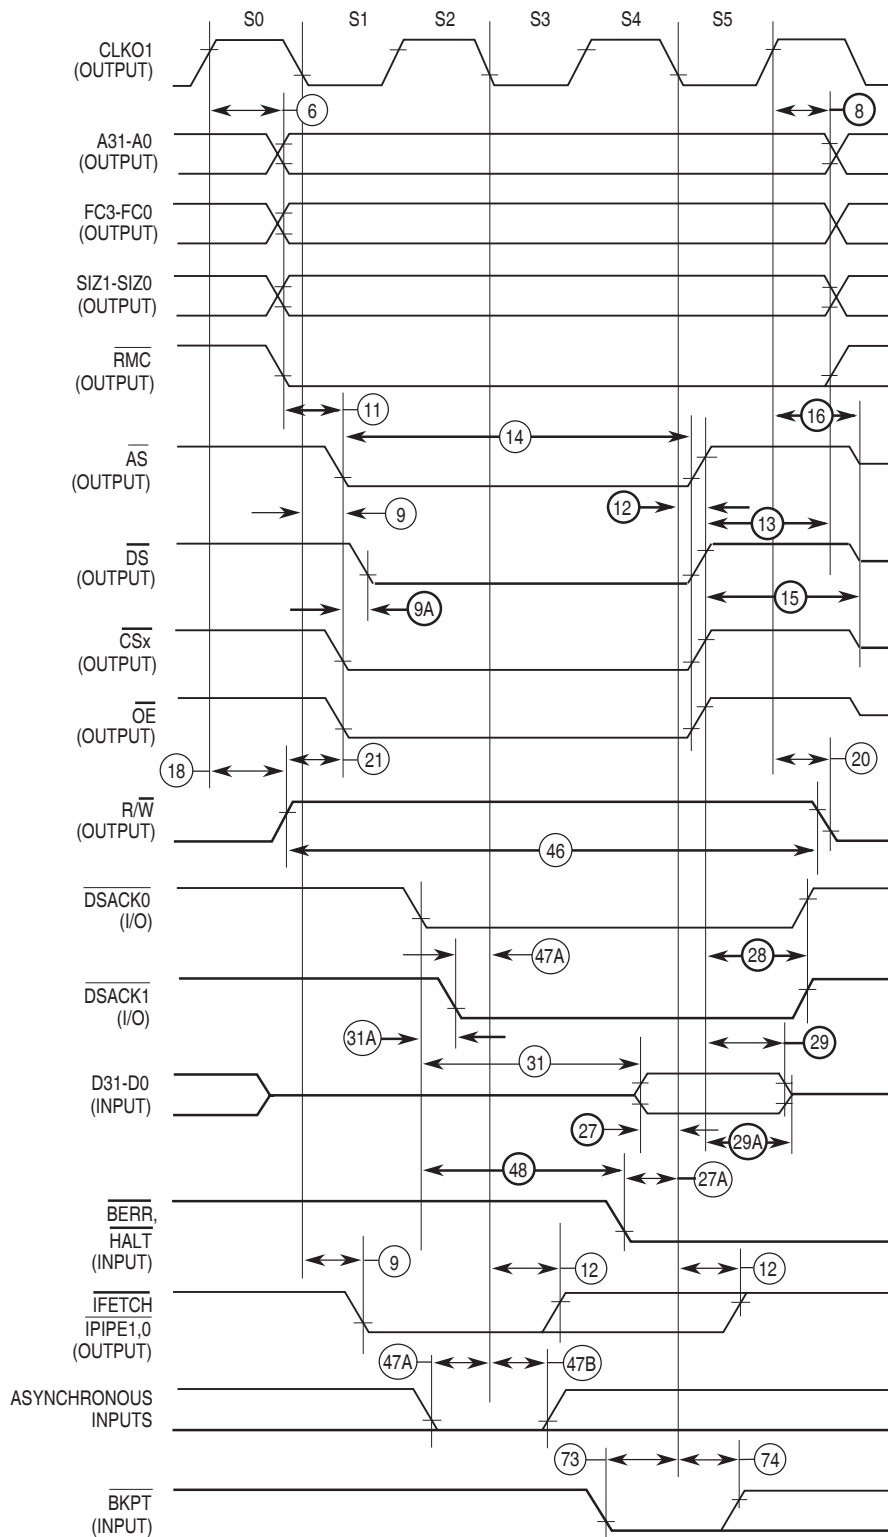 S0 S1 S2 S3 S4 S5
CLKO1
(OUTPUT)
6 8
A31-A0
(OUTPUT)
FC3-FC0
(OUTPUT)
SIZ1-SIZ0
(OUTPUT)
RMC
(OUTPUT)
11 16
14
AS
(OUTPUT)
9 12
13
DS
(OUTPUT)
9A 15
CSx
(OUTPUT)
OE
(OUTPUT)
18 21 20
R/W
(OUTPUT)
46
DSACK0
(I/O)
47A 28
DSACK1
(I/O)
31A 31 29
D31-D0
(INPUT)
27 29A
48 27A
BERR,
HALT
(INPUT)
9 12 12
IFETCH
IPIPE1,0
(OUTPUT)
47A 47B
ASYNCHRONOUS
INPUTS
73 74
BKPT
(INPUT)